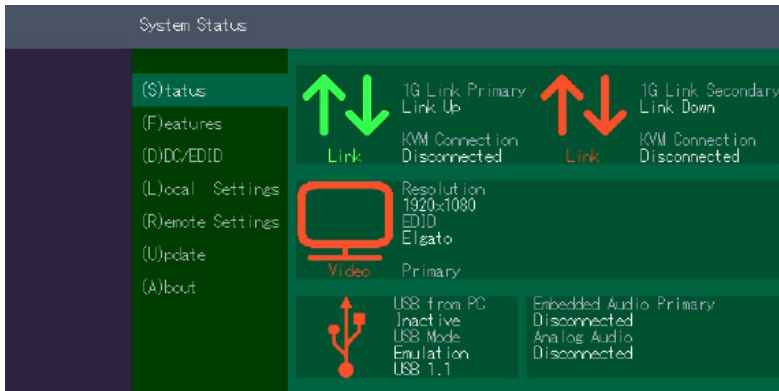 System Status
(S)tatus
(F)eatures
(D)DC/EDID
(L)ocal Settings
(R)emote Settings
(U)pdate
(A)bout
1G Link Primary
Link Up
KVM Connection
Disconnected
Link
1G Link Secondary
Link Down
KVM Connection
Disconnected
Link
Resolution
1920x1080
EDID
Elgato
Primary
Video
USB from PC
Inactive
USB Mode
Emulation
USB 1.1
Embedded Audio Primary
Disconnected
Analog Audio
Disconnected